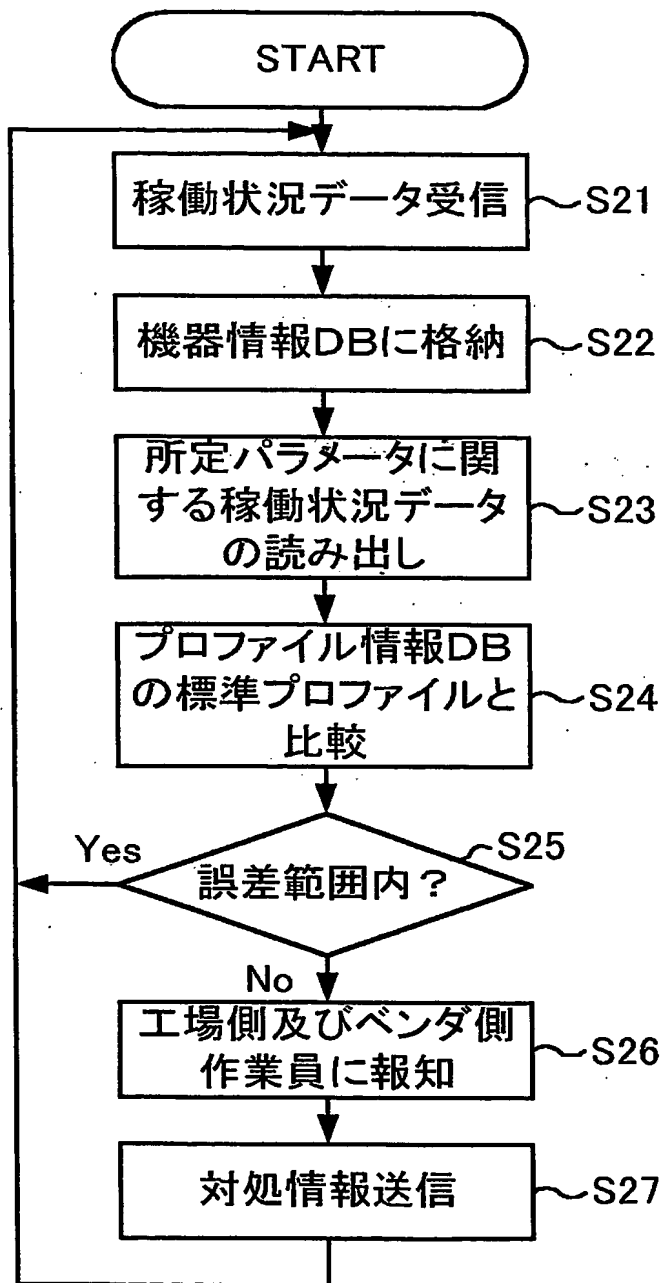 START
稼働状況データ受信
S21
機器情報DBに格納
S22
所定パラメータに関
する稼働状況データ
の読み出し
S23
プロファイル情報DB
の標準プロファイルと
比較
S24
Yes
誤差範囲内？
S25
No
工場側及びベンダ側
作業員に報知
S26
対処情報送信
S27